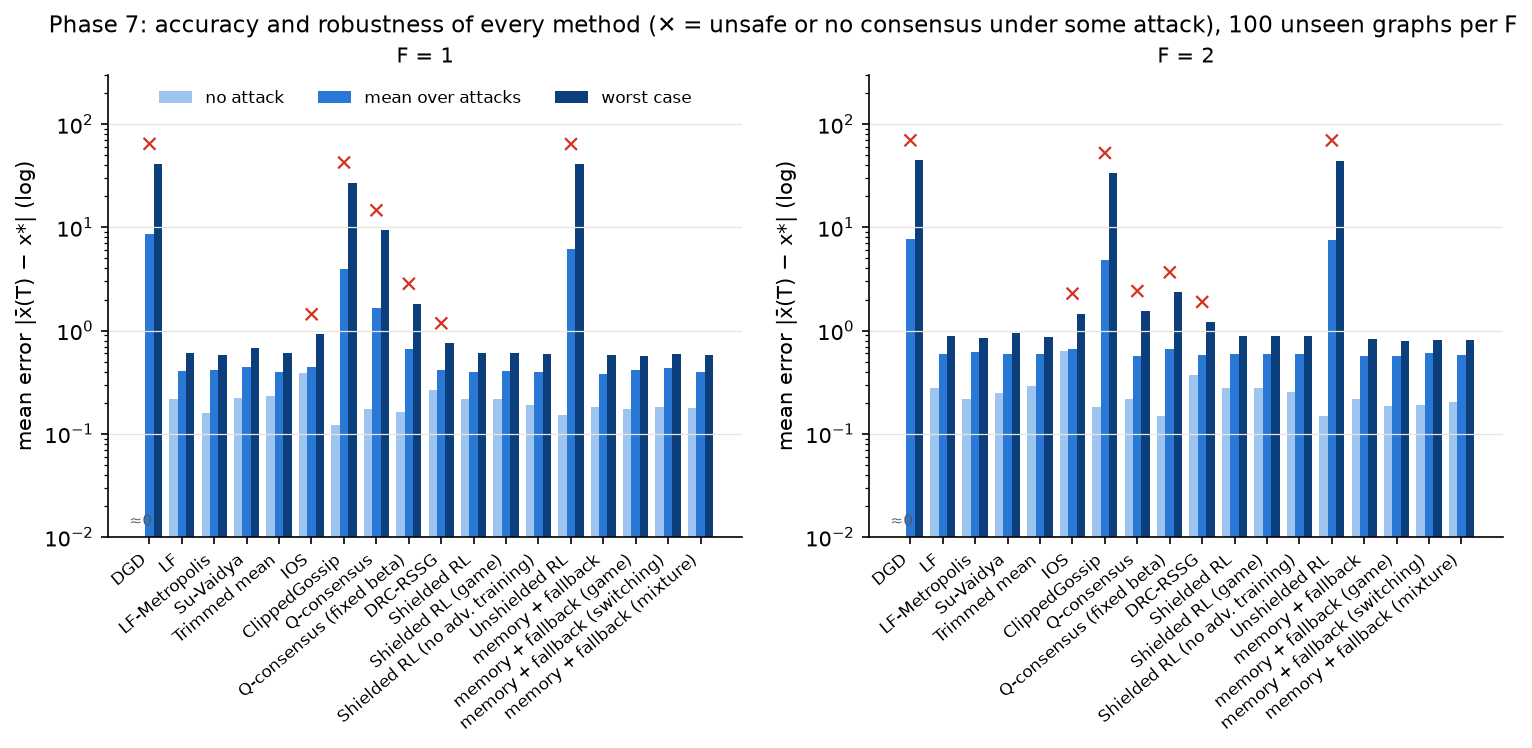 Phase 7: accuracy and robustness of every method (× = unsafe or no consensus under some attack), 100 unseen graphs per F
F = 1
no attack
mean over attacks
worst case
mean error |x̄(T) − x*| (log)
10²
10¹
10⁰
10⁻¹
10⁻²
≈0
DGD
LF
LF-Metropolis
Su-Vaidya
Trimmed mean
IOS
ClippedGossip
Q-consensus
Q-consensus (fixed beta)
DRC-RSSG
Shielded RL
Shielded RL (game)
Shielded RL (no adv. training)
Unshielded RL
memory + fallback
memory + fallback (game)
memory + fallback (switching)
memory + fallback (mixture)
F = 2
mean error |x̄(T) − x*| (log)
10²
10¹
10⁰
10⁻¹
10⁻²
≈0
DGD
LF
LF-Metropolis
Su-Vaidya
Trimmed mean
IOS
ClippedGossip
Q-consensus
Q-consensus (fixed beta)
DRC-RSSG
Shielded RL
Shielded RL (game)
Shielded RL (no adv. training)
Unshielded RL
memory + fallback
memory + fallback (game)
memory + fallback (switching)
memory + fallback (mixture)